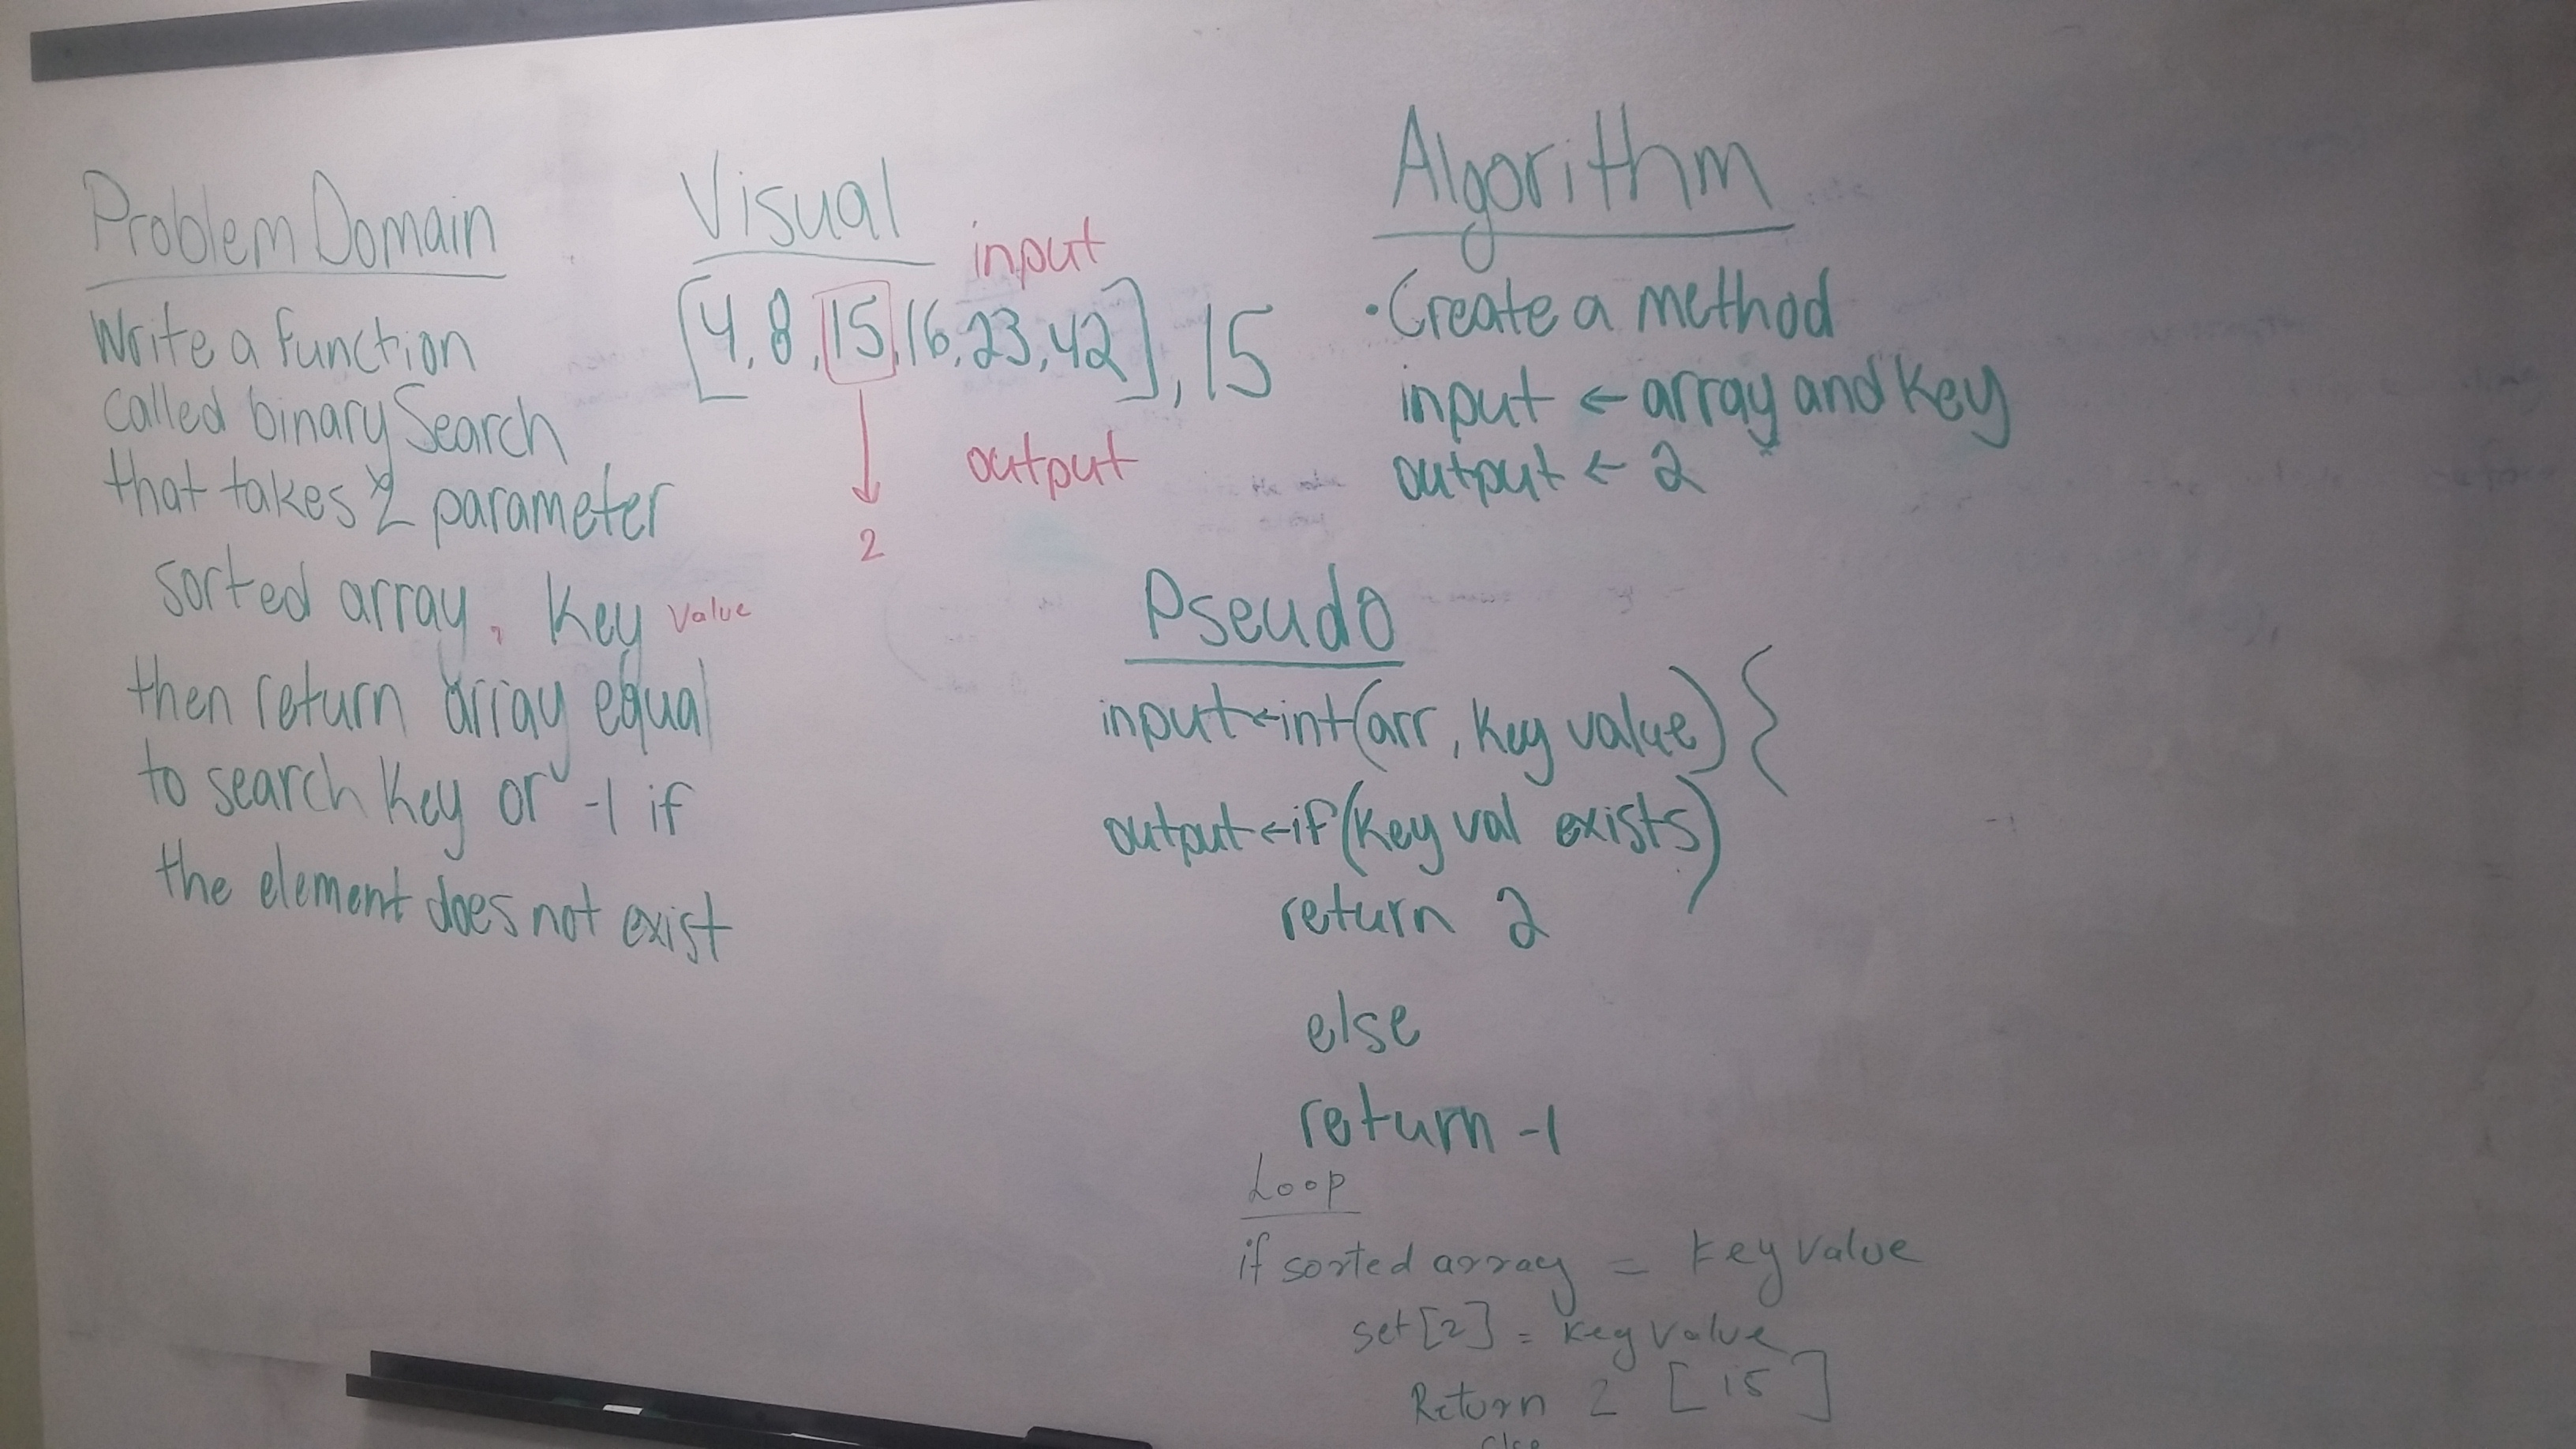 Problem Domain
Write a function
called binarySearch
that takes 2 parameter
sorted array, Key value
then return array equal
to search Key or -1 if
the element does not exist
Visual
input
[4,8,15,16,23,42],15
output
2
Algorithm
·Create a method
input ← array and Key
output ← 2
Pseudo
input←int(arr, Key value) {
output←if(Key val exists)
return 2
else
return -1
Loop
if sorted array = Key value
set[2] = Key value
Return 2 [15]
else